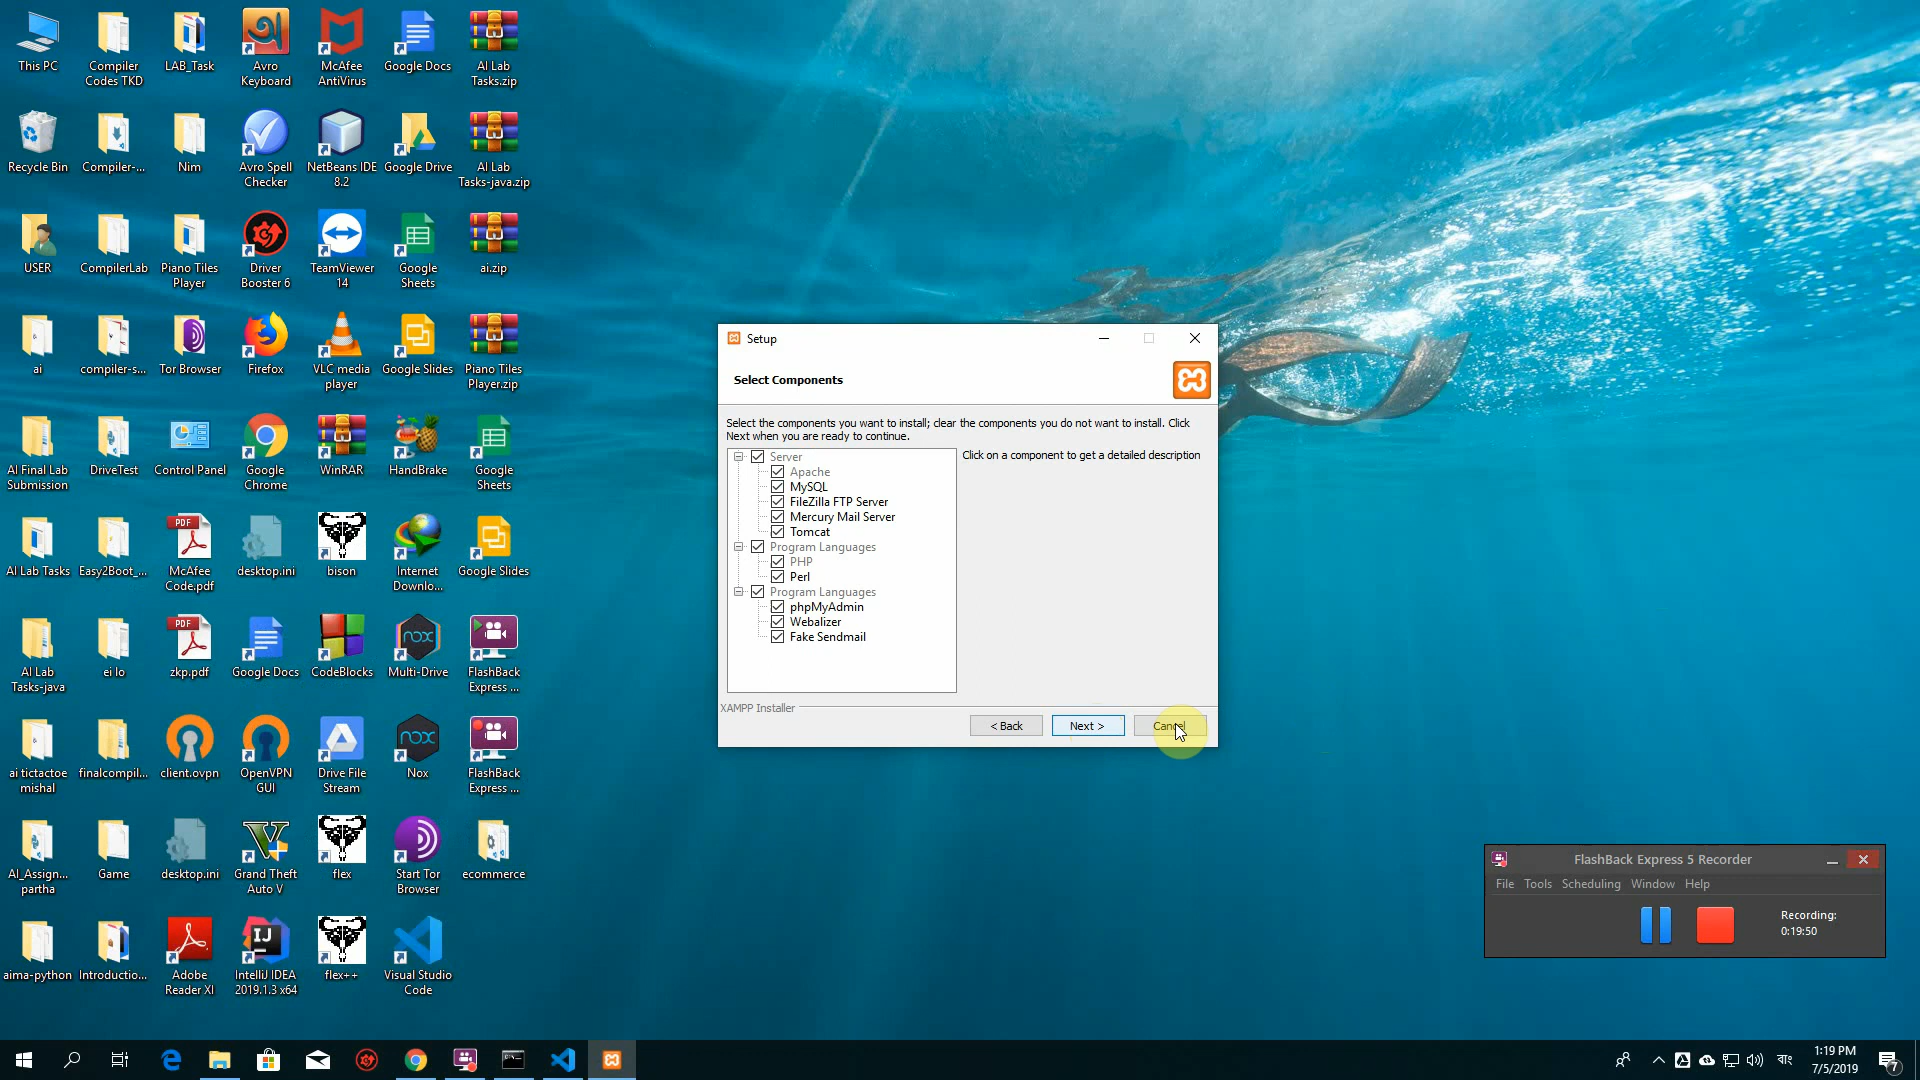 This PC
Compiler
Codes TKD
LAB_Task
Avro
Keyboard
McAfee
AntiVirus
Google Docs
AI Lab
Tasks.zip
Recycle Bin
Compiler-...
Nim
Avro Spell
Checker
NetBeans IDE
8.2
Google Drive
AI Lab
Tasks-java.zip
USER
CompilerLab
Piano Tiles
Player
Driver
Booster 6
TeamViewer
14
Google
Sheets
ai.zip
ai
compiler-s...
Tor Browser
Firefox
VLC media
player
Google Slides
Piano Tiles
Player.zip
AI Final Lab
Submission
DriveTest
Control Panel
Google
Chrome
WinRAR
HandBrake
Google
Sheets
AI Lab Tasks
Easy2Boot_...
PDF
McAfee
Code.pdf
desktop.ini
bison
Internet
Downlo...
Google Slides
AI Lab
Tasks-java
ei lo
PDF
zkp.pdf
Google Docs
CodeBlocks
nox
Multi-Drive
FlashBack
Express ...
ai tictactoe
mishal
finalcompil...
client.ovpn
OpenVPN
GUI
Drive File
Stream
nox
Nox
FlashBack
Express ...
AI_Assign...
partha
Game
desktop.ini
V
Grand Theft
Auto V
flex
Start Tor
Browser
ecommerce
aima-python
Introductio...
Adobe
Reader XI
IJ
IntelliJ IDEA
2019.1.3 x64
flex++
Visual Studio
Code
Setup
Select Components
Select the components you want to install; clear the components you do not want to install. Click
Next when you are ready to continue.
Server
Apache
MySQL
FileZilla FTP Server
Mercury Mail Server
Tomcat
Program Languages
PHP
Perl
Program Languages
phpMyAdmin
Webalizer
Fake Sendmail
Click on a component to get a detailed description
XAMPP Installer
< Back
Next >
Cancel
FlashBack Express 5 Recorder
File Tools Scheduling Window Help
Recording:
0:19:50
বাং
1:19 PM
7/5/2019
7